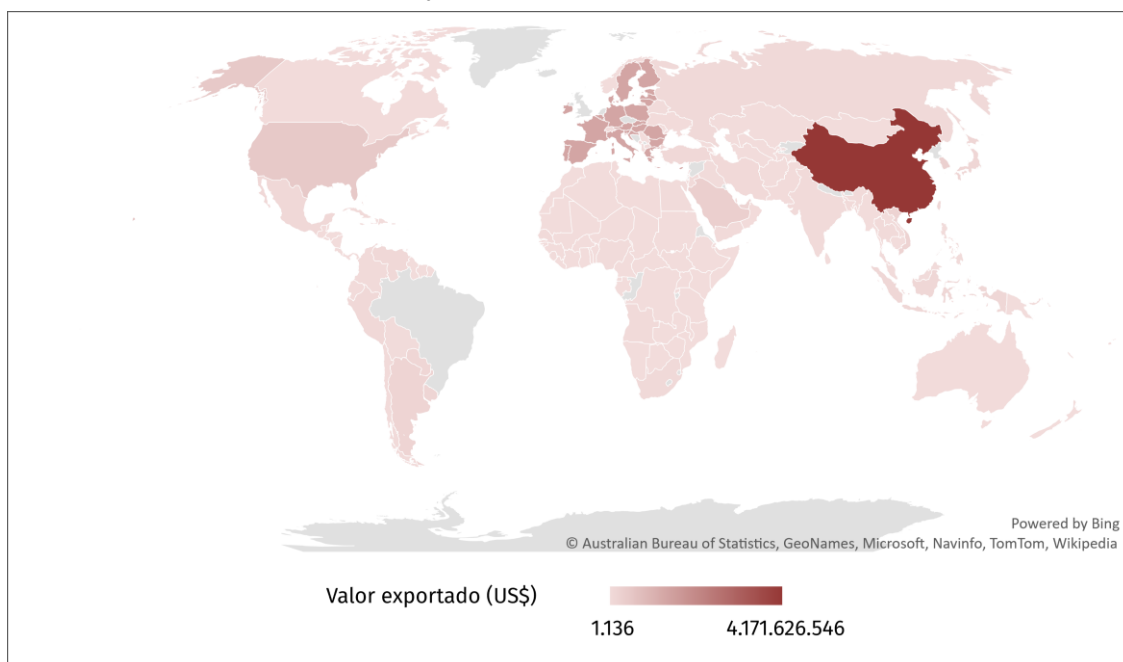 Powered by Bing
© Australian Bureau of Statistics, GeoNames, Microsoft, Navinfo, TomTom, Wikipedia
Valor exportado (US$)
1.136 4.171.626.546